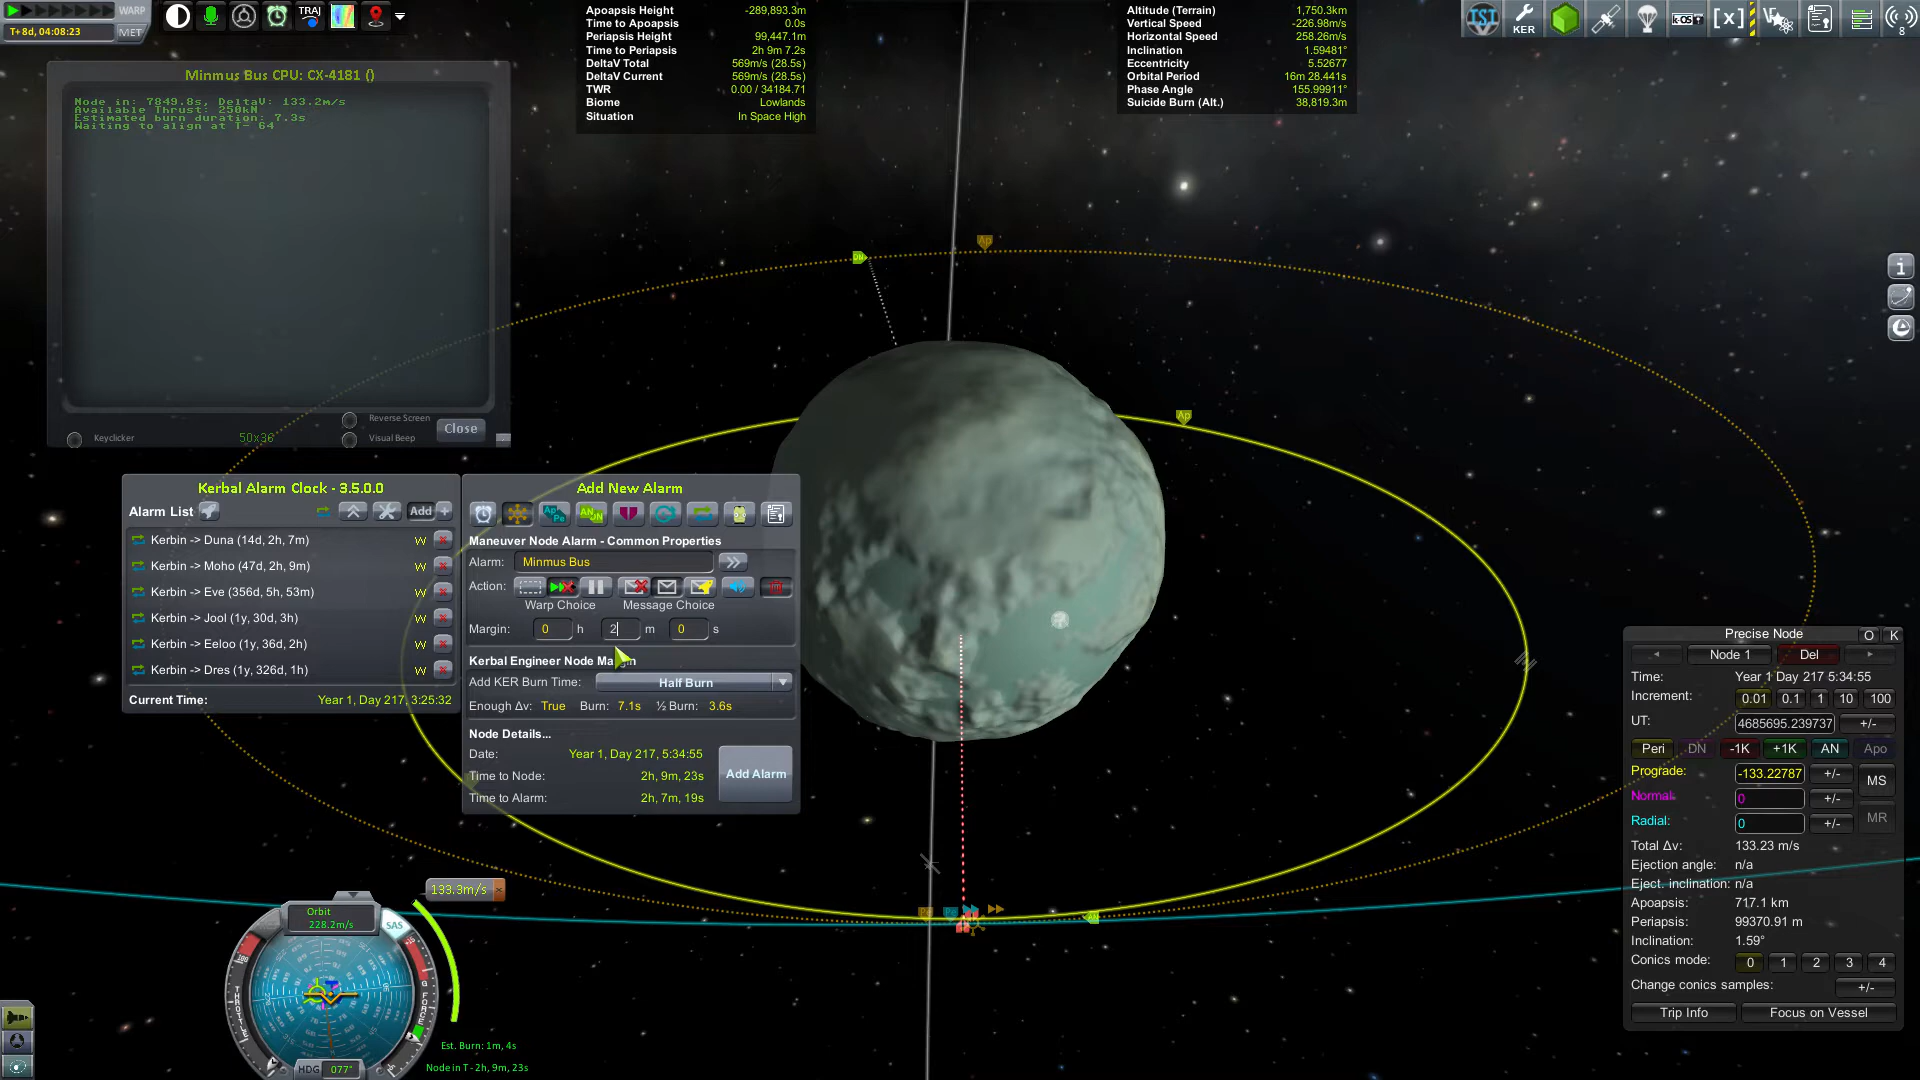 WARP
T+8d, 04:08:23
MET
TRAJ
Apoapsis Height -289,893.3m
Time to Apoapsis 0.0s
Periapsis Height 99,447.1m
Time to Periapsis 2h 9m 7.2s
DeltaV Total 569m/s (28.5s)
DeltaV Current 569m/s (28.5s)
TWR 0.00 / 34184.71
Biome Lowlands
Situation In Space High
Altitude (Terrain) 1,750.3km
Vertical Speed -226.98m/s
Horizontal Speed 258.26m/s
Inclination 1.59481°
Eccentricity 5.52677
Orbital Period 16m 28.441s
Phase Angle 155.99911°
Suicide Burn (Alt.) 38,819.3m
TST
KER
k-OS
[x]
8
Minmus Bus CPU: CX-4181 ()
Node in: 7849.8s, DeltaV: 133.2m/s
Available Thrust: 250kN
Estimated burn duration: 7.3s
Waiting to align at T- 64
Keyclicker
50x36
Reverse Screen
Visual Beep
Close
DN
Ap
Ap
AN
Kerbal Alarm Clock - 3.5.0.0
Alarm List
Add
+
Kerbin -> Duna (14d, 2h, 7m) W
Kerbin -> Moho (47d, 2h, 9m) W
Kerbin -> Eve (356d, 5h, 53m) W
Kerbin -> Jool (1y, 30d, 3h) W
Kerbin -> Eeloo (1y, 36d, 2h) W
Kerbin -> Dres (1y, 326d, 1h) W
Current Time: Year 1, Day 217, 3:25:32
Add New Alarm
Ap Pe
AN DN
Maneuver Node Alarm - Common Properties
Alarm: Minmus Bus
Action:
Warp Choice Message Choice
Margin: 0 h 2 m 0 s
Kerbal Engineer Node Margin
Add KER Burn Time: Half Burn
Enough Δv: True Burn: 7.1s ½ Burn: 3.6s
Node Details...
Date: Year 1, Day 217, 5:34:55
Time to Node: 2h, 9m, 23s
Time to Alarm: 2h, 7m, 19s
Add Alarm
Precise Node O K
Node 1 Del
Time: Year 1 Day 217 5:34:55
Increment: 0.01 0.1 1 10 100
UT: 4685695.239737 +/-
Peri DN -1K +1K AN Apo
Prograde: -133.22787 +/- MS
Normal: 0 +/-
Radial: 0 +/- MR
Total Δv: 133.23 m/s
Ejection angle: n/a
Eject. inclination: n/a
Apoapsis: 717.1 km
Periapsis: 99370.91 m
Inclination: 1.59°
Conics mode: 0 1 2 3 4
Change conics samples: +/-
Trip Info Focus on Vessel
133.3m/s
Orbit
228.2m/s
SAS
THROTTLE
G FORCE
HDG 077°
Est. Burn: 1m, 4s
Node in T - 2h, 9m, 23s